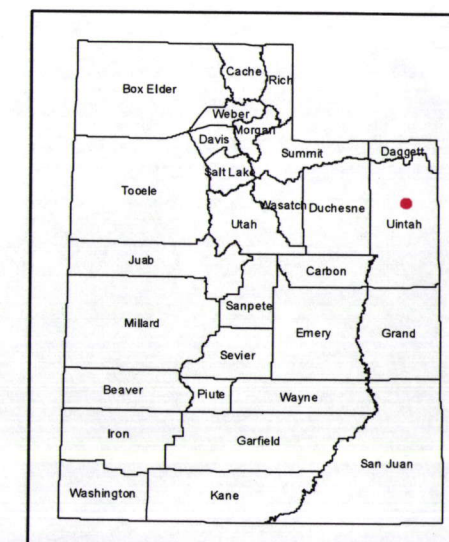 Cache
Rich
Box Elder
Weber
Morgan
Davis
Summit
Daggett
Salt Lake
Tooele
Wasatch
Duchesne
Utah
Uintah
Juab
Carbon
Sanpete
Millard
Emery
Grand
Sevier
Beaver
Piute
Wayne
Iron
Garfield
San Juan
Washington
Kane